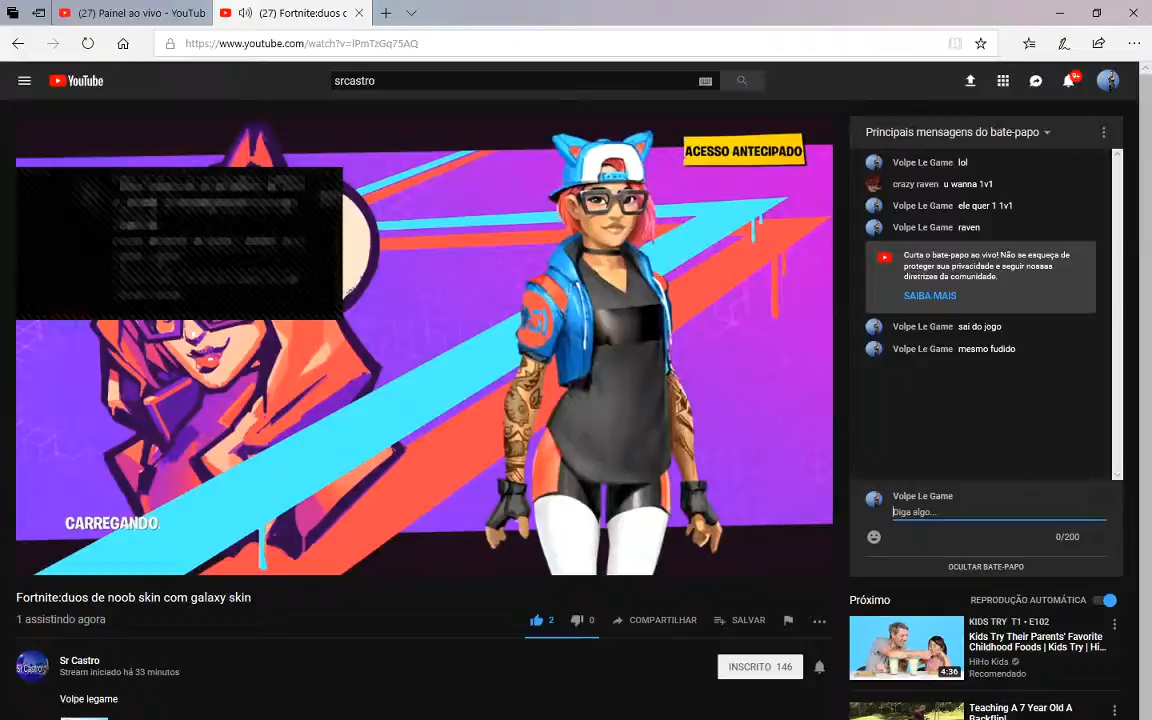 (27) Painel ao vivo - YouTub
(27) Fortnite:duos c
https://www.youtube.com/watch?v=lPmTzGq75AQ
YouTube
srcastro
9+
ACESSO ANTECIPADO
CARREGANDO
Principais mensagens do bate-papo
Volpe Le Game lol
crazy raven u wanna 1v1
Volpe Le Game ele quer 1 1v1
Volpe Le Game raven
Curta o bate-papo ao vivo! Não se esqueça de
proteger sua privacidade e seguir nossas
diretrizes da comunidade.
SAIBA MAIS
Volpe Le Game sai do jogo
Volpe Le Game mesmo fudido
Volpe Le Game
Diga algo...
0/200
OCULTAR BATE-PAPO
Fortnite:duos de noob skin com galaxy skin
1 assistindo agora
2
0
COMPARTILHAR
SALVAR
Sr Castro
Sr Castro
Stream iniciado há 33 minutos
INSCRITO 146
Volpe legame
Próximo
REPRODUÇÃO AUTOMÁTICA
KIDS TRY T1 • E102
Kids Try Their Parents' Favorite
Childhood Foods | Kids Try | Hi...
HiHo Kids
Recomendado
4:36
Teaching A 7 Year Old A
Backflip!